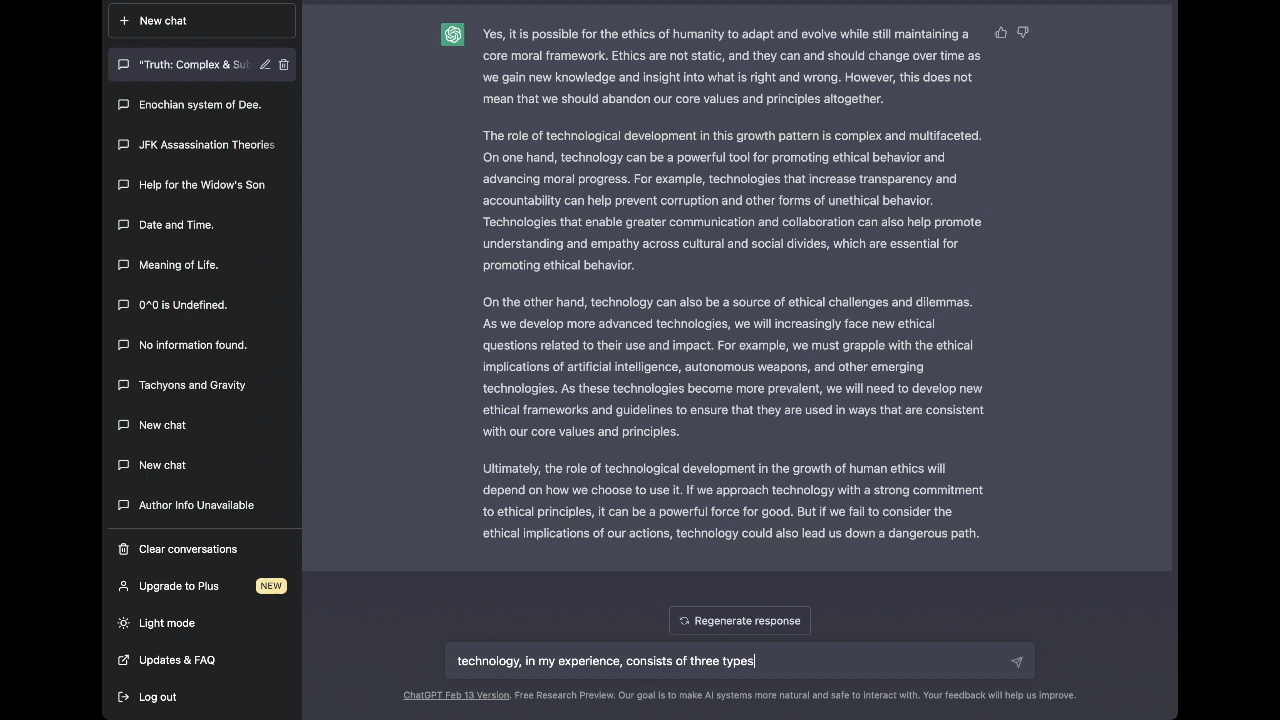 New chat
"Truth: Complex & Sub
Enochian system of Dee.
JFK Assassination Theories
Help for the Widow's Son
Date and Time.
Meaning of Life.
0^0 is Undefined.
No information found.
Tachyons and Gravity
New chat
New chat
Author Info Unavailable
Clear conversations
Upgrade to Plus NEW
Light mode
Updates & FAQ
Log out
Yes, it is possible for the ethics of humanity to adapt and evolve while still maintaining a
core moral framework. Ethics are not static, and they can and should change over time as
we gain new knowledge and insight into what is right and wrong. However, this does not
mean that we should abandon our core values and principles altogether.
The role of technological development in this growth pattern is complex and multifaceted.
On one hand, technology can be a powerful tool for promoting ethical behavior and
advancing moral progress. For example, technologies that increase transparency and
accountability can help prevent corruption and other forms of unethical behavior.
Technologies that enable greater communication and collaboration can also help promote
understanding and empathy across cultural and social divides, which are essential for
promoting ethical behavior.
On the other hand, technology can also be a source of ethical challenges and dilemmas.
As we develop more advanced technologies, we will increasingly face new ethical
questions related to their use and impact. For example, we must grapple with the ethical
implications of artificial intelligence, autonomous weapons, and other emerging
technologies. As these technologies become more prevalent, we will need to develop new
ethical frameworks and guidelines to ensure that they are used in ways that are consistent
with our core values and principles.
Ultimately, the role of technological development in the growth of human ethics will
depend on how we choose to use it. If we approach technology with a strong commitment
to ethical principles, it can be a powerful force for good. But if we fail to consider the
ethical implications of our actions, technology could also lead us down a dangerous path.
Regenerate response
technology, in my experience, consists of three types
ChatGPT Feb 13 Version. Free Research Preview. Our goal is to make AI systems more natural and safe to interact with. Your feedback will help us improve.